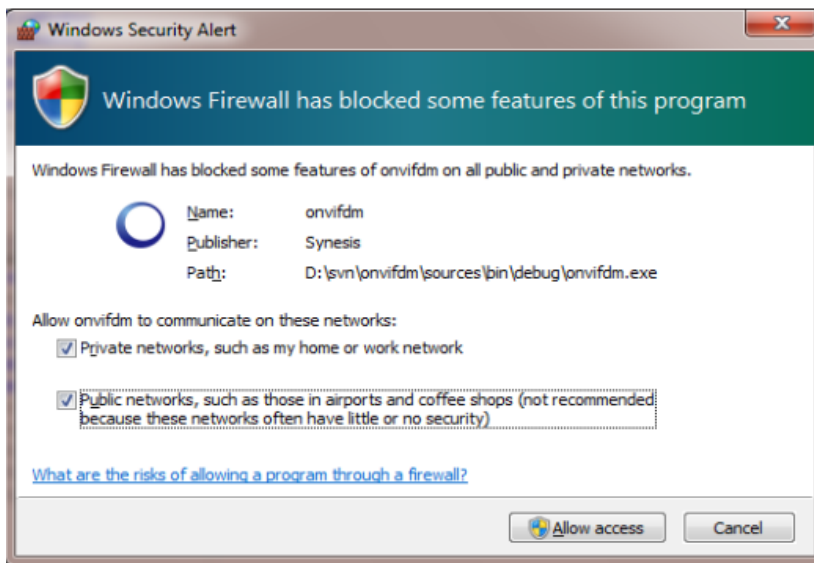 Windows Security Alert
Windows Firewall has blocked some features of this program
Windows Firewall has blocked some features of onvifdm on all public and private networks.
Name: onvifdm
Publisher: Synesis
Path: D:\svn\onvifdm\sources\bin\debug\onvifdm.exe
Allow onvifdm to communicate on these networks:
Private networks, such as my home or work network
Public networks, such as those in airports and coffee shops (not recommended
because these networks often have little or no security)
What are the risks of allowing a program through a firewall?
Allow access Cancel